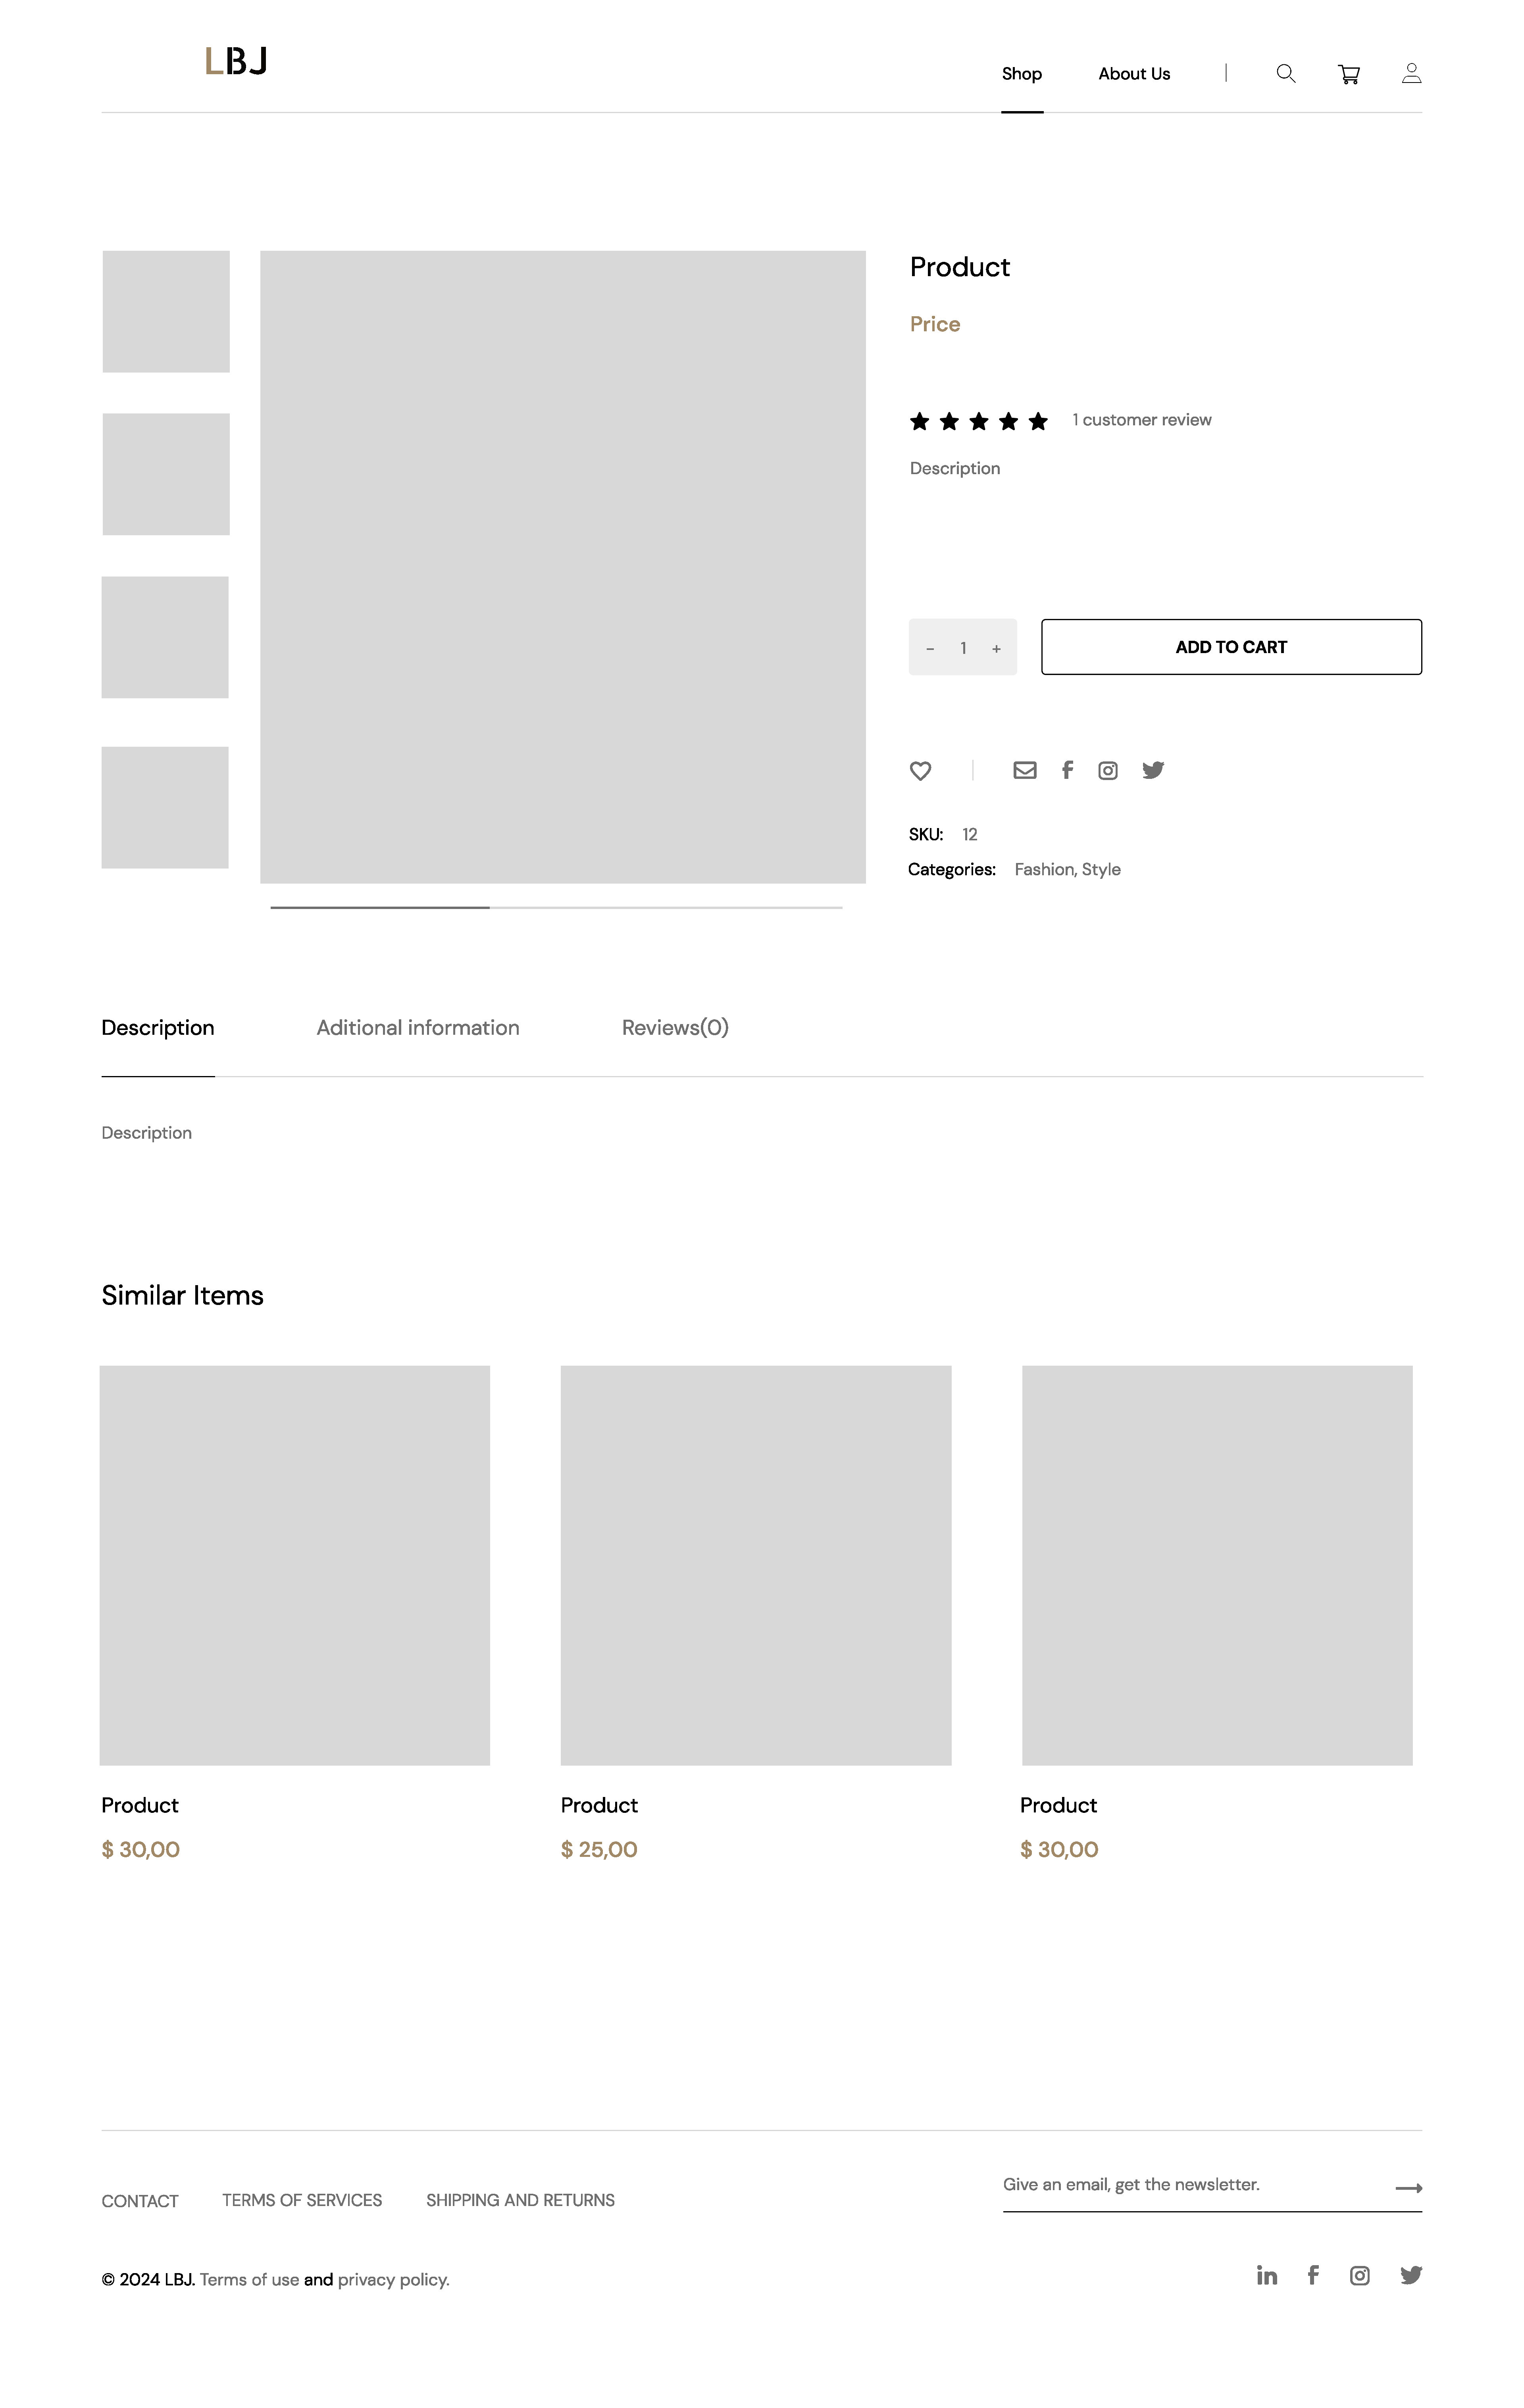 LBJ
Shop
About Us
Product
Price
1 customer review
Description
- 1 +
ADD TO CART
SKU: 12
Categories: Fashion, Style
Description
Aditional information
Reviews(0)
Description
Similar Items
Product
$ 30,00
Product
$ 25,00
Product
$ 30,00
CONTACT
TERMS OF SERVICES
SHIPPING AND RETURNS
Give an email, get the newsletter.
© 2024 LBJ. Terms of use and privacy policy.